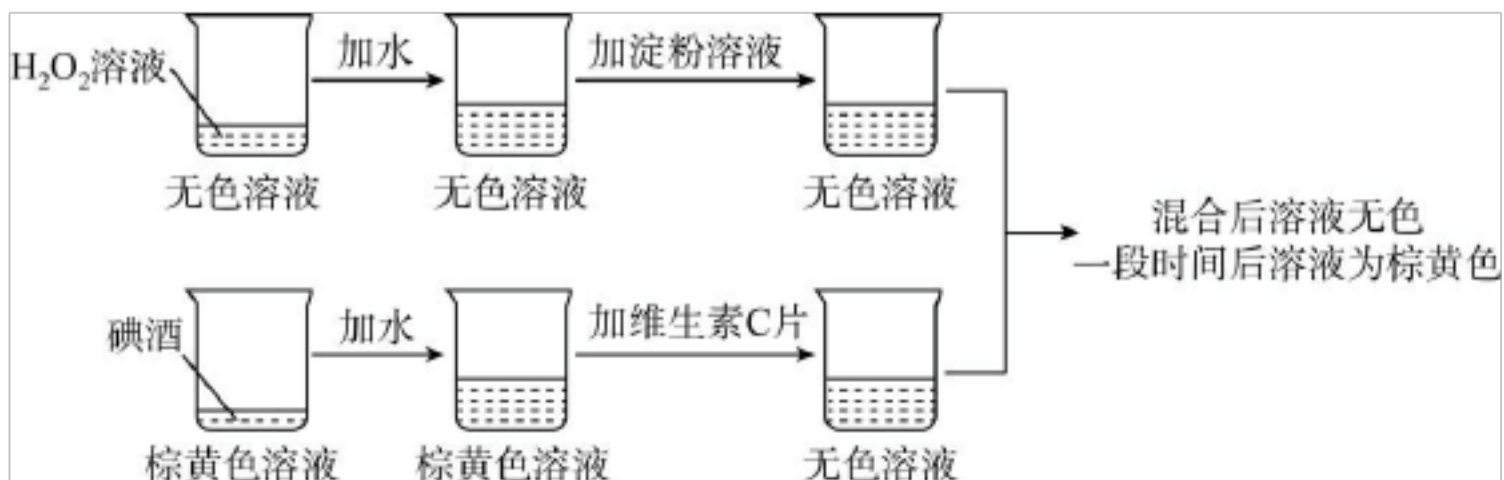 H₂O₂溶液
加水
加淀粉溶液
无色溶液
无色溶液
无色溶液
混合后溶液无色
一段时间后溶液为棕黄色
碘酒
加水
加维生素C片
棕黄色溶液
棕黄色溶液
无色溶液